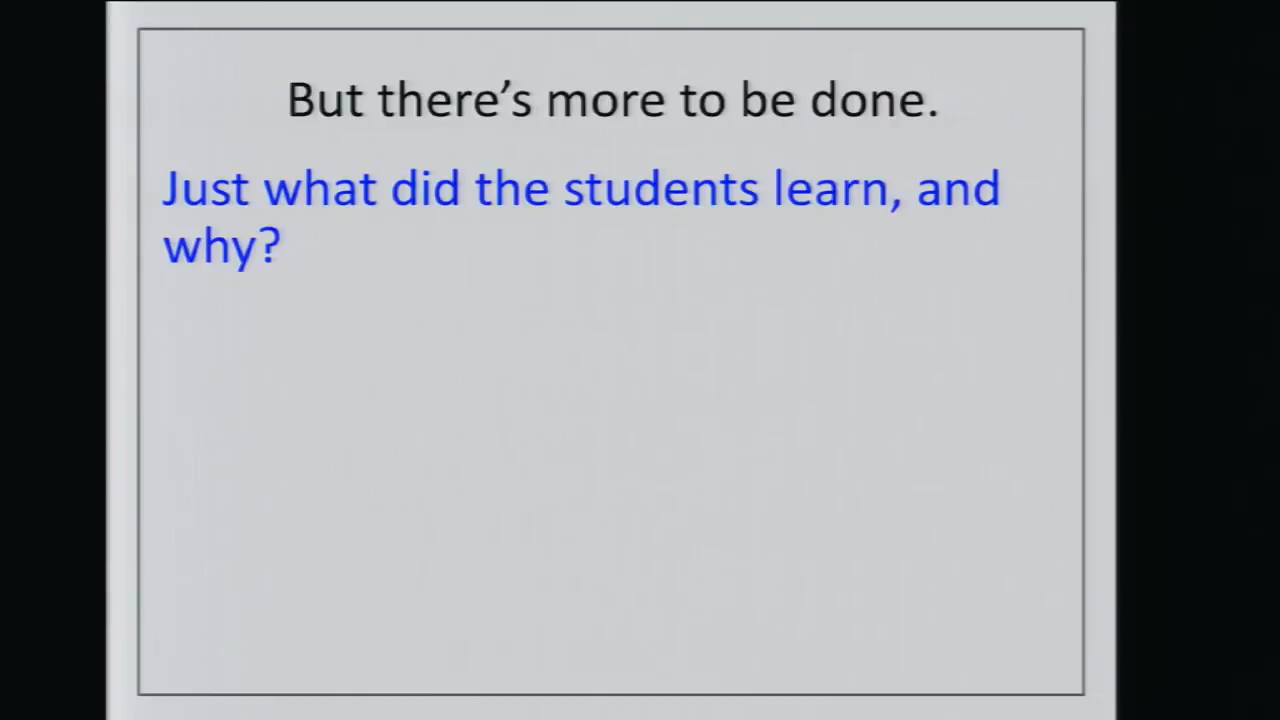 But there's more to be done.
Just what did the students learn, and
why?